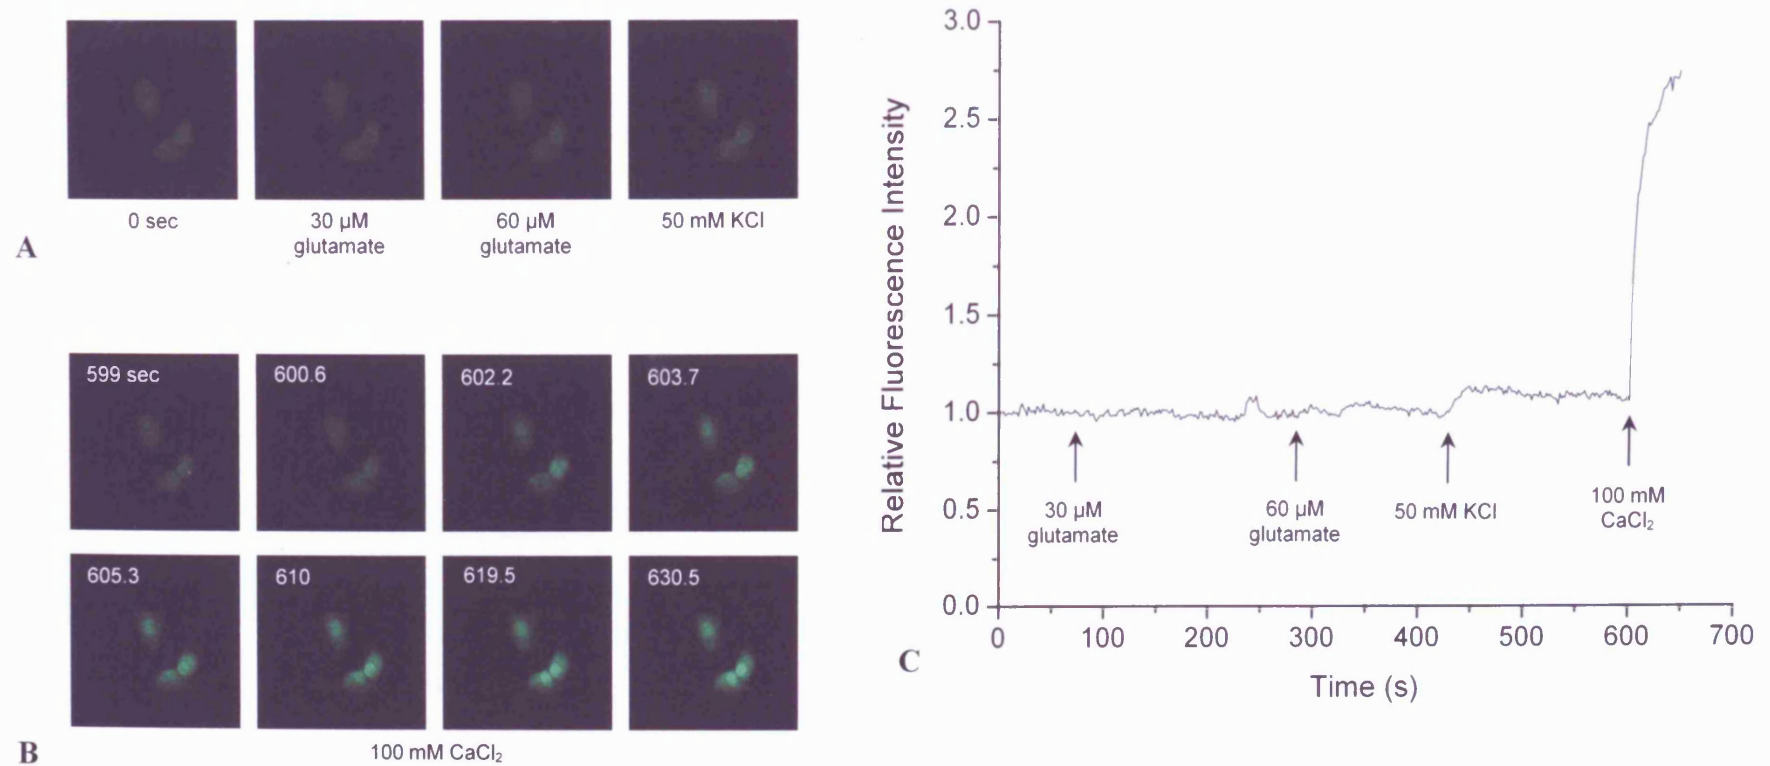 0 sec
30 µM
glutamate
60 µM
glutamate
50 mM KCl
A
599 sec
600.6
602.2
603.7
605.3
610
619.5
630.5
100 mM CaCl₂
B
Relative Fluorescence Intensity
3.0
2.5
2.0
1.5
1.0
0.5
0.0
30 µM
glutamate
60 µM
glutamate
50 mM KCl
100 mM
CaCl₂
0
100
200
300
400
500
600
700
Time (s)
C